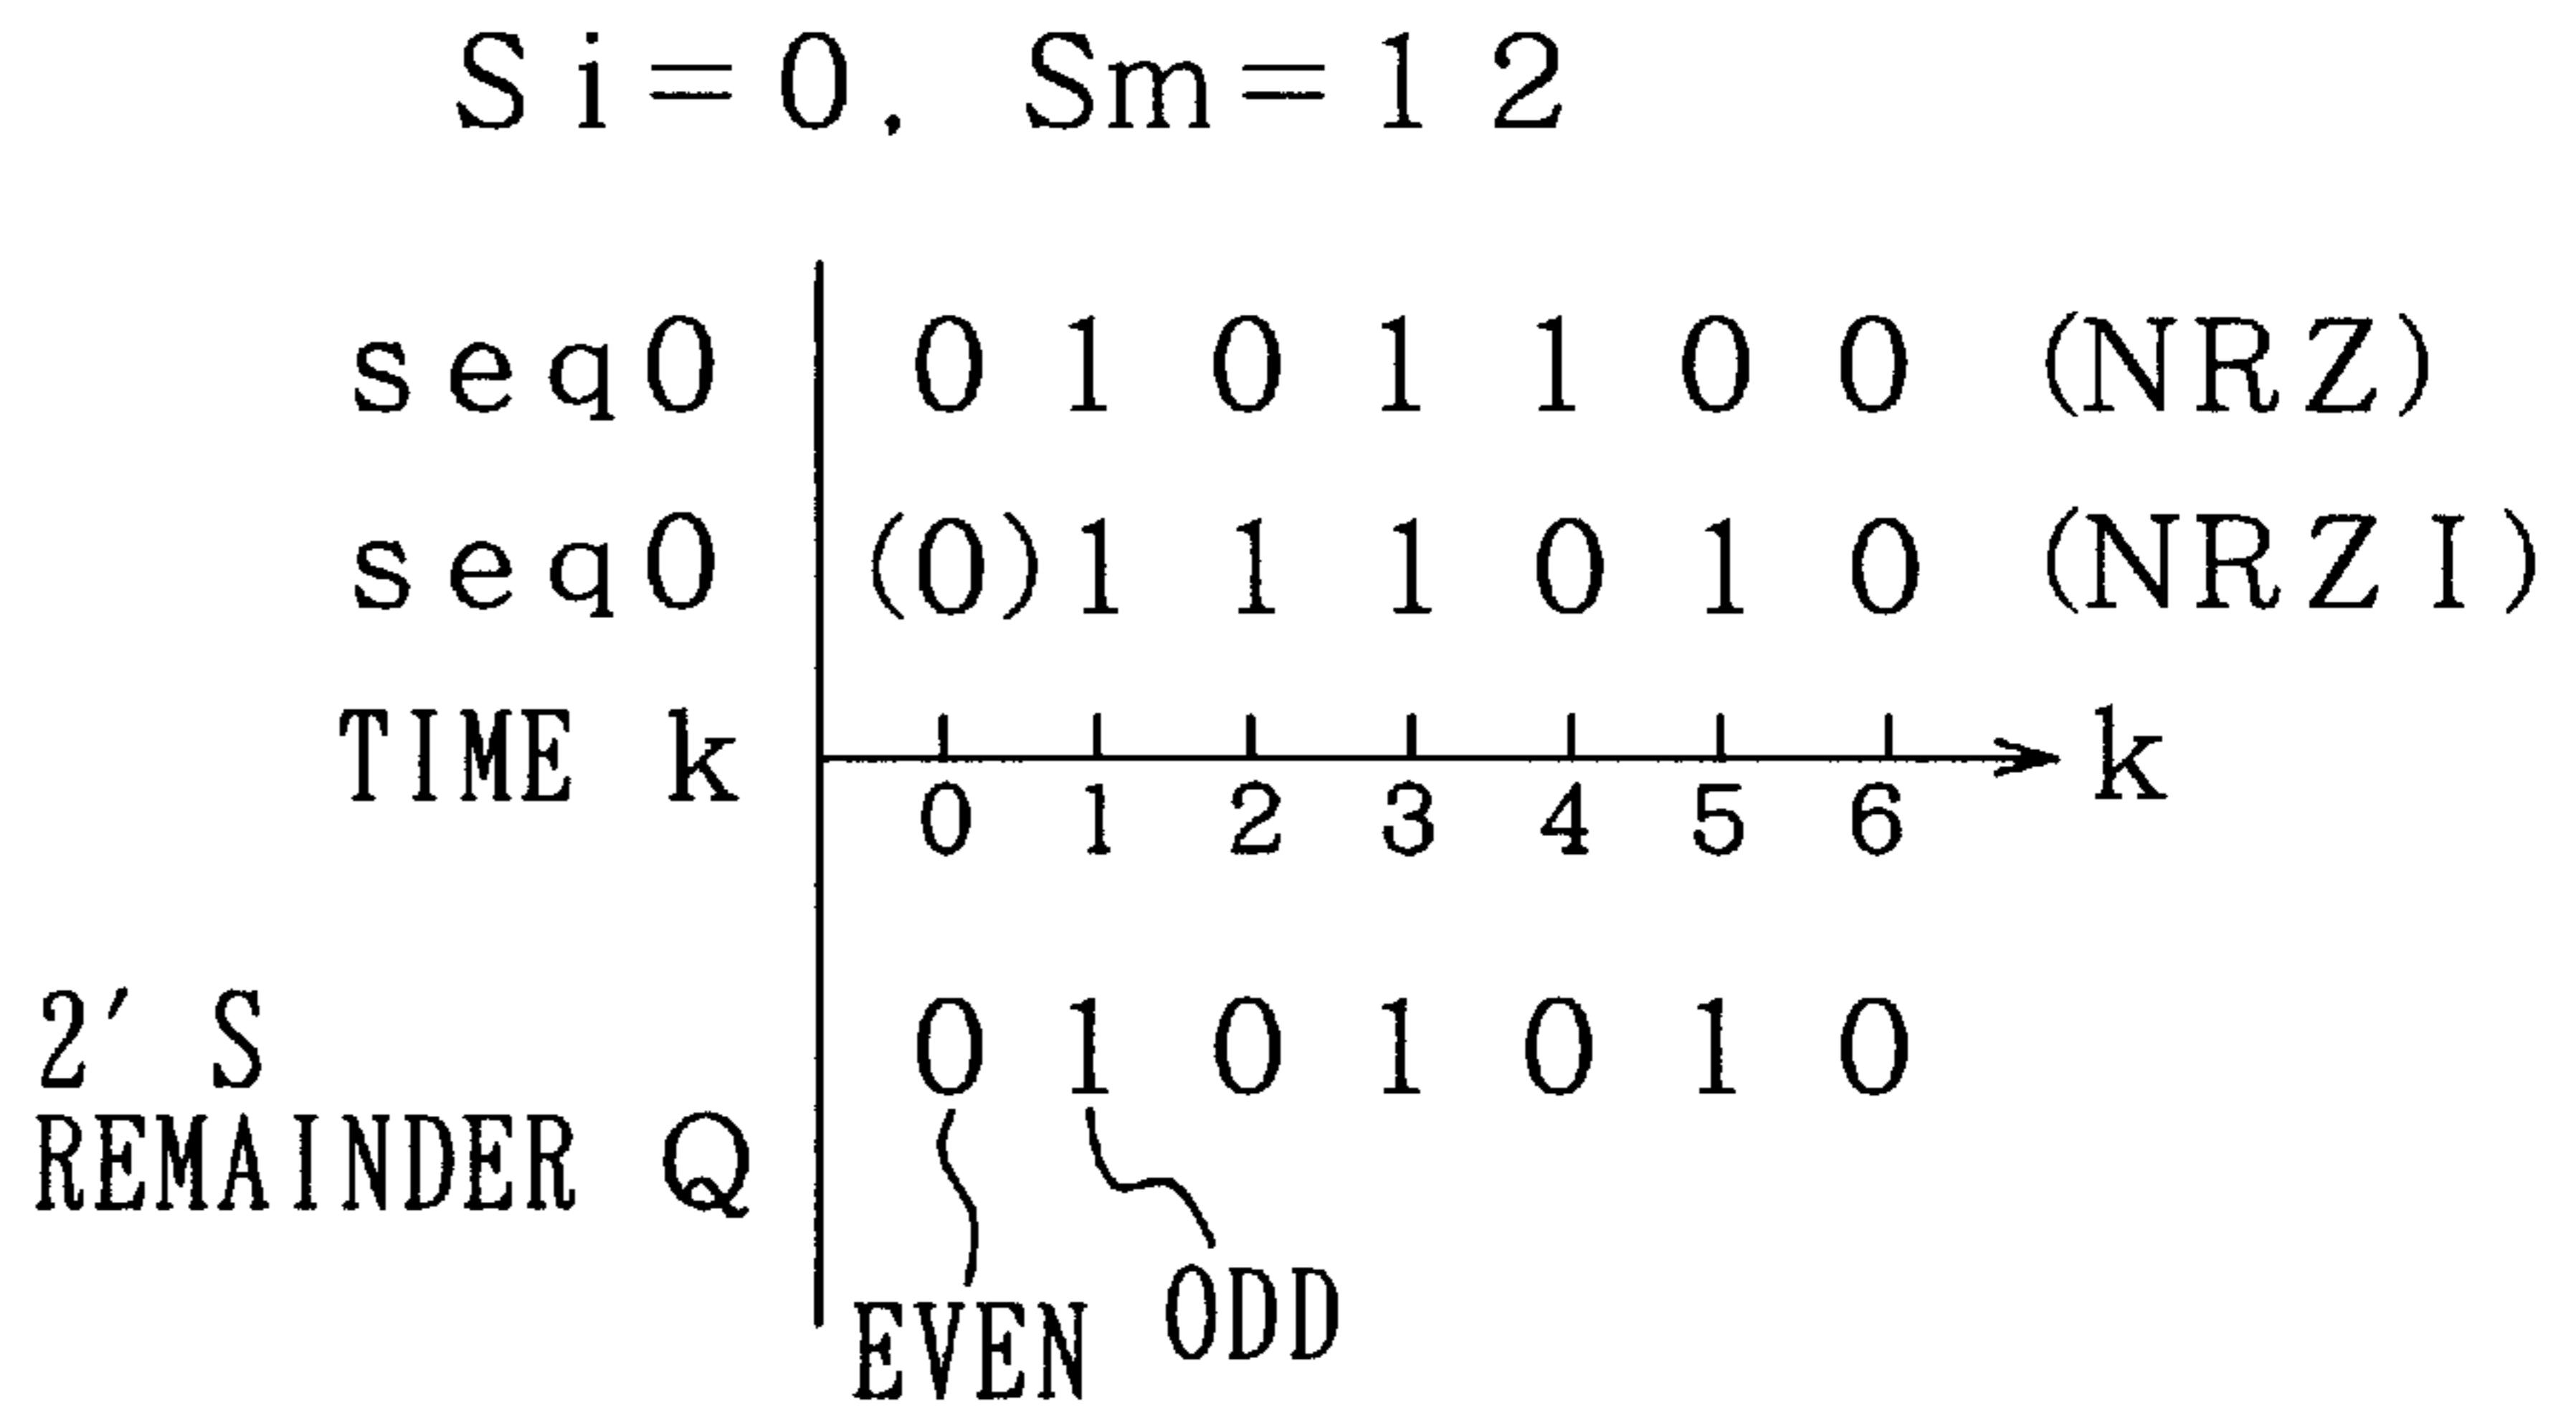 Si=0, Sm=12
seq0 0 1 0 1 1 0 0 (NRZ)
seq0 (0) 1 1 1 0 1 0 (NRZI)
TIME k k
0 1 2 3 4 5 6
2'S
REMAINDER Q 0 1 0 1 0 1 0
EVEN ODD